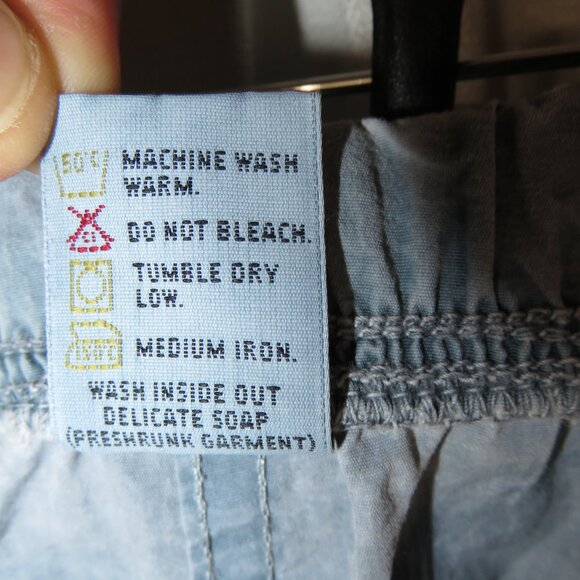 50°C MACHINE WASH
WARM.
DO NOT BLEACH.
TUMBLE DRY
LOW.
MEDIUM IRON.
WASH INSIDE OUT
DELICATE SOAP
(PRESHRUNK GARMENT)